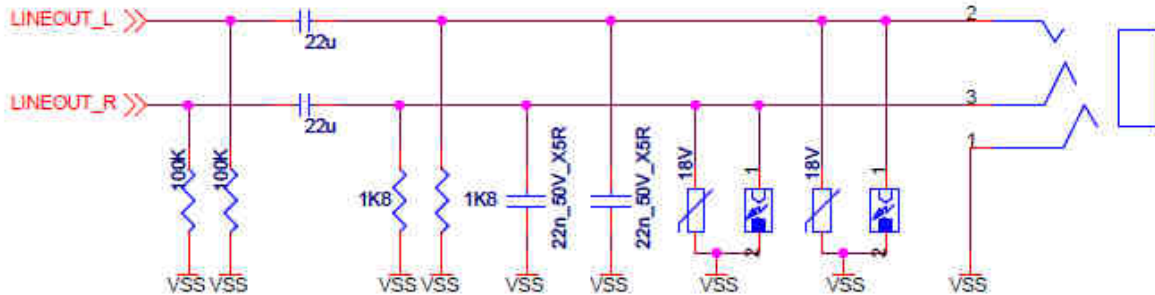 LINEOUT_L
22u
2
LINEOUT_R
22u
3
1
100K
100K
1K8
1K8
22n_50V_X5R
22n_50V_X5R
18V
1
2
18V
1
2
VSS
VSS
VSS
VSS
VSS
VSS
VSS
VSS
VSS